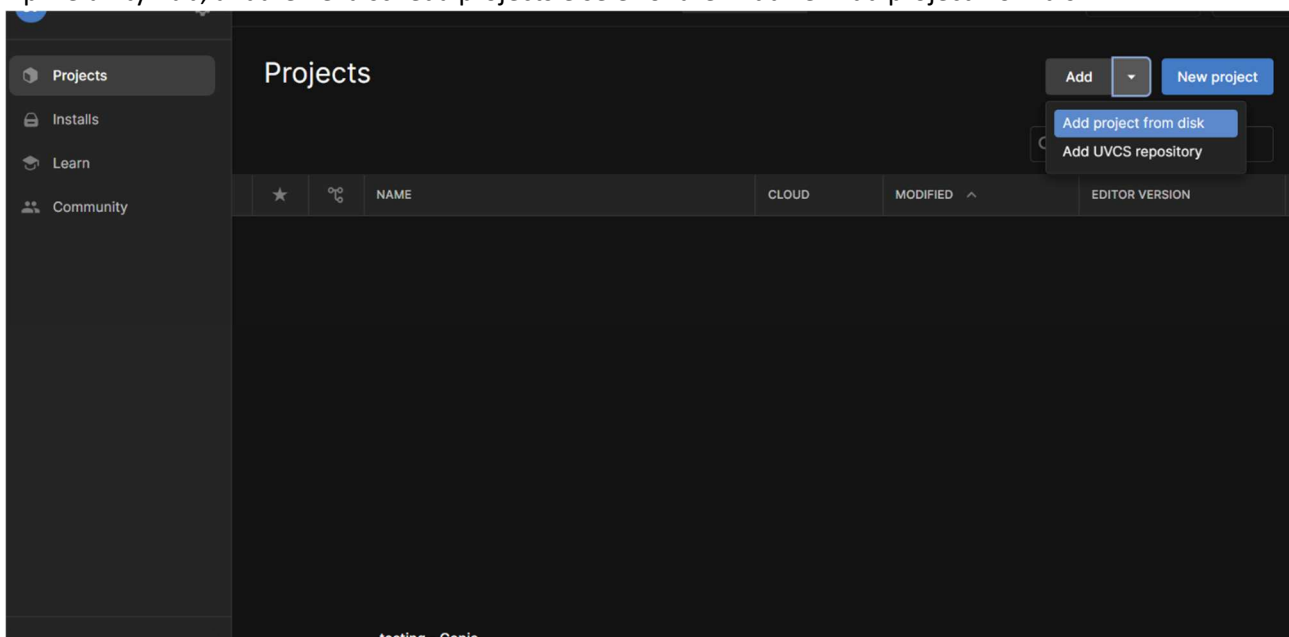 Projects
Installs
Learn
Community
Projects
Add
New project
Add project from disk
Add UVCS repository
NAME
CLOUD
MODIFIED
EDITOR VERSION